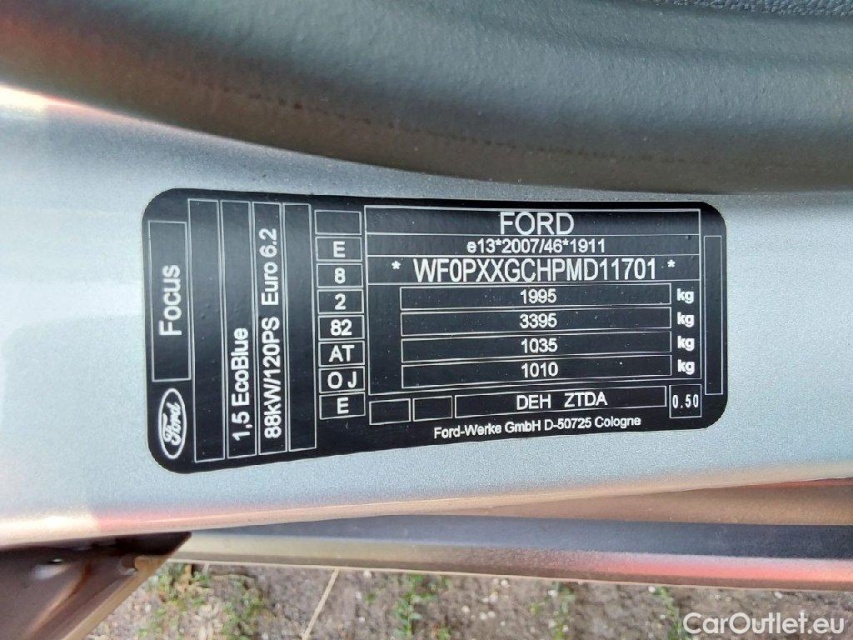 Focus
Ford
1,5 EcoBlue
88kW/120PS Euro 6.2
E
8
2
82
AT
OJ
E
FORD
e13*2007/46*1911
* WF0PXXGCHPMD11701 *
1995 kg
3395 kg
1035 kg
1010 kg
DEH ZTDA 0.50
Ford-Werke GmbH D-50725 Cologne
CarOutlet.eu